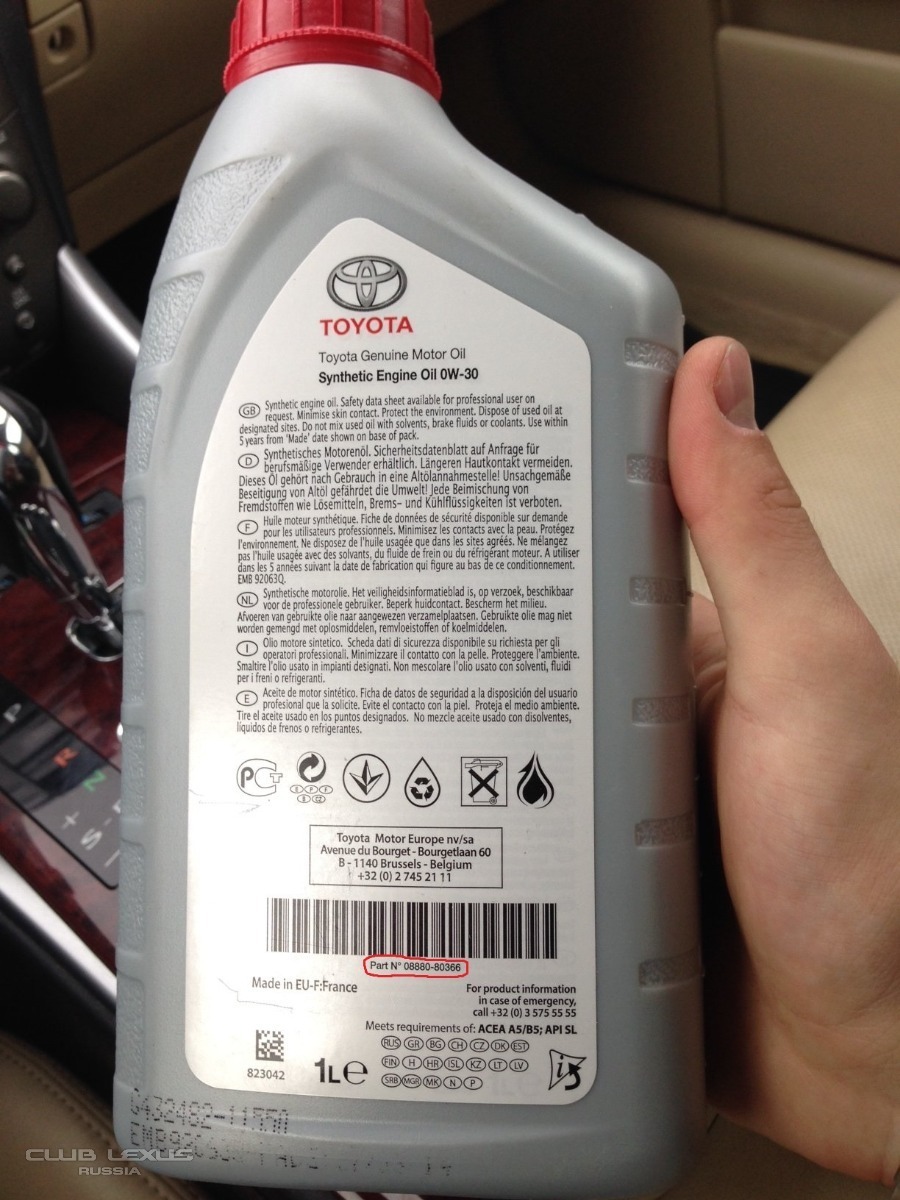 TOYOTA
Toyota Genuine Motor Oil
Synthetic Engine Oil 0W-30
GB Synthetic engine oil. Safety data sheet available for professional user on
request. Minimise skin contact. Protect the environment. Dispose of used oil at
designated sites. Do not mix used oil with solvents, brake fluids or coolants. Use within
5 years from 'Made' date shown on base of pack.
D Synthetisches Motorenöl. Sicherheitsdatenblatt auf Anfrage für
berufsmäßige Verwender erhältlich. Längeren Hautkontakt vermeiden.
Dieses Öl gehört nach Gebrauch in eine Altölannahmestelle! Unsachgemäße
Beseitigung von Altöl gefährdet die Umwelt! Jede Beimischung von
Fremdstoffen wie Lösemitteln, Brems- und Kühlflüssigkeiten ist verboten.
F Huile moteur synthétique. Fiche de données de sécurité disponible sur demande
pour les utilisateurs professionnels. Minimisez les contacts avec la peau. Protégez
l'environnement. Ne disposez de l'huile usagée que dans les sites agréés. Ne mélangez
pas l'huile usagée avec des solvants, du fluide de frein ou du réfrigérant moteur. A utiliser
dans les 5 années suivant la date de fabrication qui figure au bas de ce conditionnement.
EMB 92063Q.
NL Synthetische motorolie. Het veiligheidsinformatieblad is, op verzoek, beschikbaar
voor de professionele gebruiker. Beperk huidcontact. Bescherm het milieu.
Afvoeren van gebruikte olie naar aangewezen verzamelplaatsen. Gebruikte olie mag niet
worden gemengd met oplosmiddelen, remvloeistoffen of koelmiddelen.
I Olio motore sintetico. Scheda dati di sicurezza disponibile su richiesta per gli
operatori professionali. Minimizzare il contatto con la pelle. Proteggere l'ambiente.
Smaltire l'olio usato in impianti designati. Non mescolare l'olio usato con solventi, fluidi
per i freni o refrigeranti.
E Aceite de motor sintético. Ficha de datos de seguridad a la disposición del usuario
profesional que la solicite. Evite el contacto con la piel. Proteja el medio ambiente.
Tire el aceite usado en los puntos designados. No mezcle aceite usado con disolventes,
líquidos de frenos o refrigerantes.
Toyota Motor Europe nv/sa
Avenue du Bourget - Bourgetlaan 60
B - 1140 Brussels - Belgium
+32 (0) 2 745 21 11
Part N° 08880-80366
Made in EU-F:France
For product information
in case of emergency,
call +32 (0) 3 575 55 55
Meets requirements of: ACEA A5/B5; API SL
RUS GR BG CH CZ DK EST
FIN H HR ISL KZ LT LV
SRB MGR MK N P
823042
1L e
P
R
N
+
S
-
CLUB LEXUS
RUSSIA